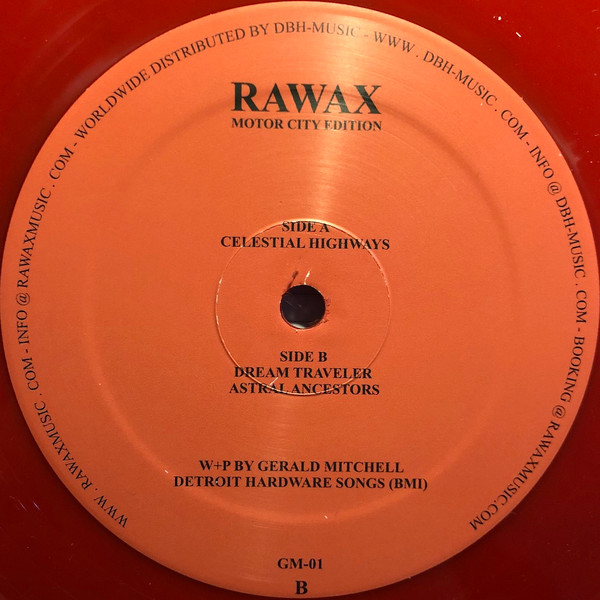 WWW . RAWAXMUSIC . COM - INFO @ RAWAXMUSIC . COM - WORLDWIDE DISTRIBUTED BY DBH-MUSIC - WWW . DBH-MUSIC . COM - INFO @ DBH-MUSIC . COM - BOOKING @ RAWAXMUSIC.COM
RAWAX
MOTOR CITY EDITION
SIDE A
CELESTIAL HIGHWAYS
SIDE B
DREAM TRAVELER
ASTRAL ANCESTORS
W+P BY GERALD MITCHELL
DETROIT HARDWARE SONGS (BMI)
GM-01
B